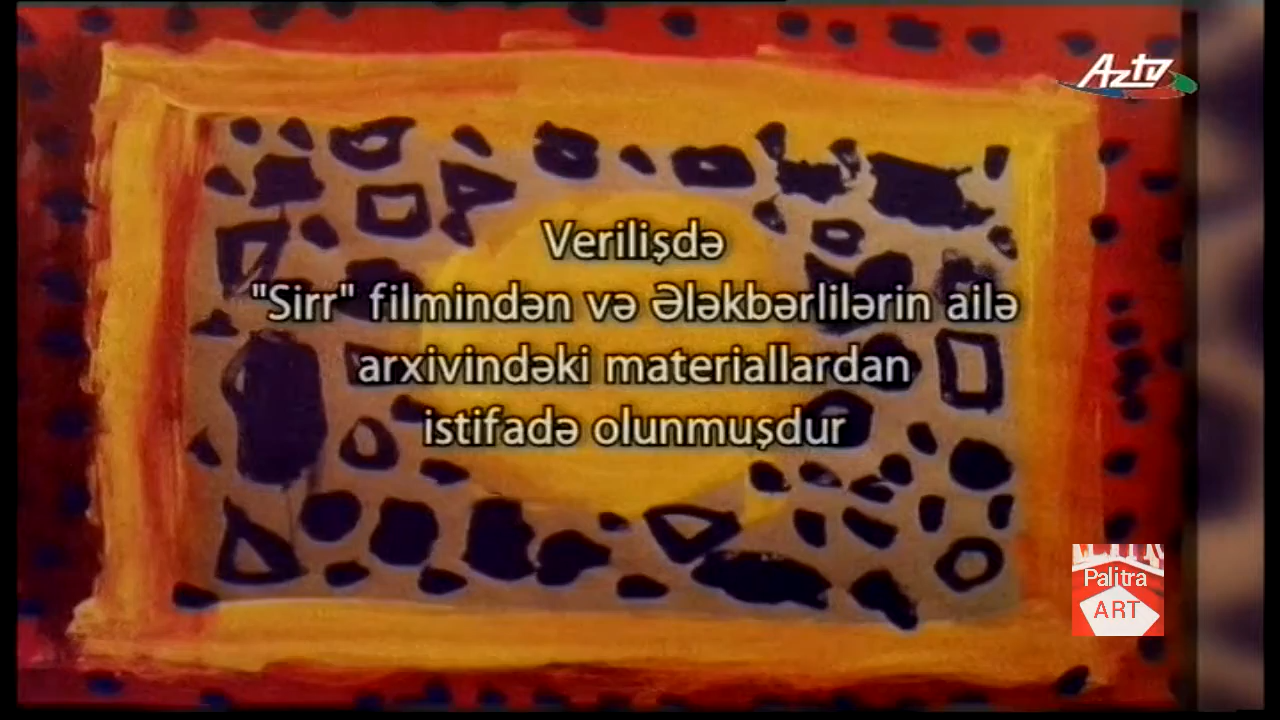 Aztv
Verilişdə
"Sirr" filmindən və Ələkbərlilərin ailə
arxivindəki materiallardan
istifadə olunmuşdur
Palitra
ART